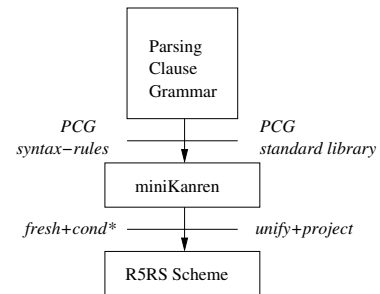 Parsing
Clause
Grammar
PCG PCG
syntax−rules standard library
miniKanren
fresh+cond* unify+project
R5RS Scheme